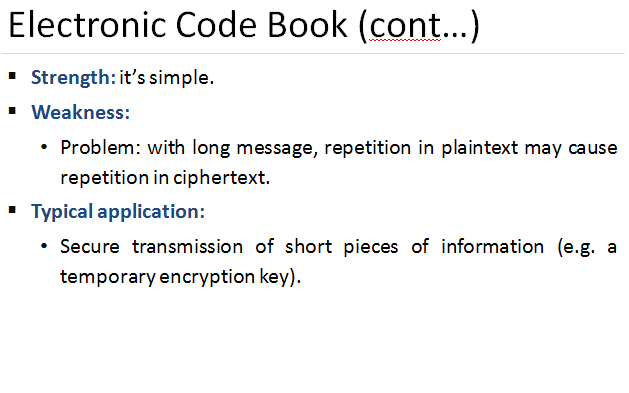 Electronic Code Book (cont...)
▪ Strength: it's simple.
▪ Weakness:
• Problem: with long message, repetition in plaintext may cause
repetition in ciphertext.
▪ Typical application:
• Secure transmission of short pieces of information (e.g. a
temporary encryption key).